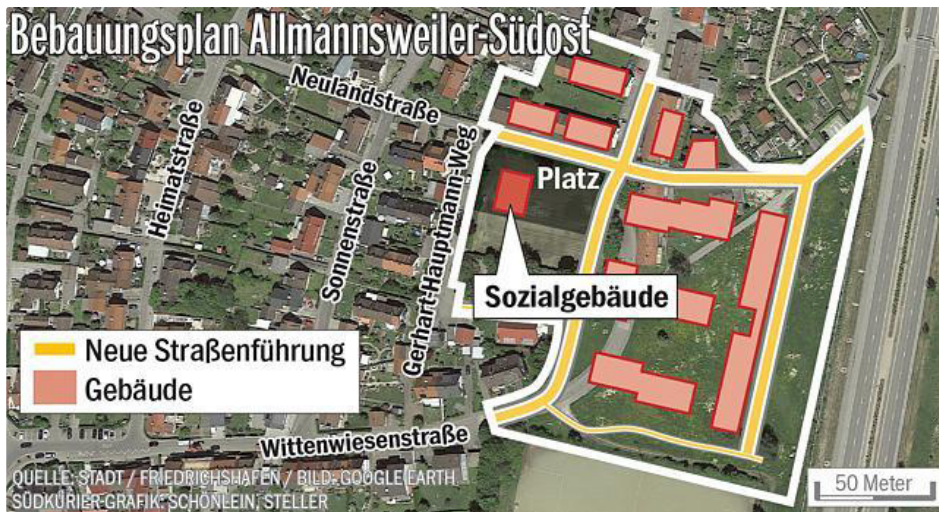 Bebauungsplan Allmannsweiler-Südost
Neulandstraße
Heimatstraße
Sonnenstraße
Gerhart-Hauptmann-Weg
Platz
Sozialgebäude
Neue Straßenführung
Gebäude
Wittenwiesenstraße
QUELLE: STADT / FRIEDRICHSHAFEN / BILD: GOOGLE EARTH
SÜDKURIER-GRAFIK: SCHÖNLEIN, STELLER
50 Meter